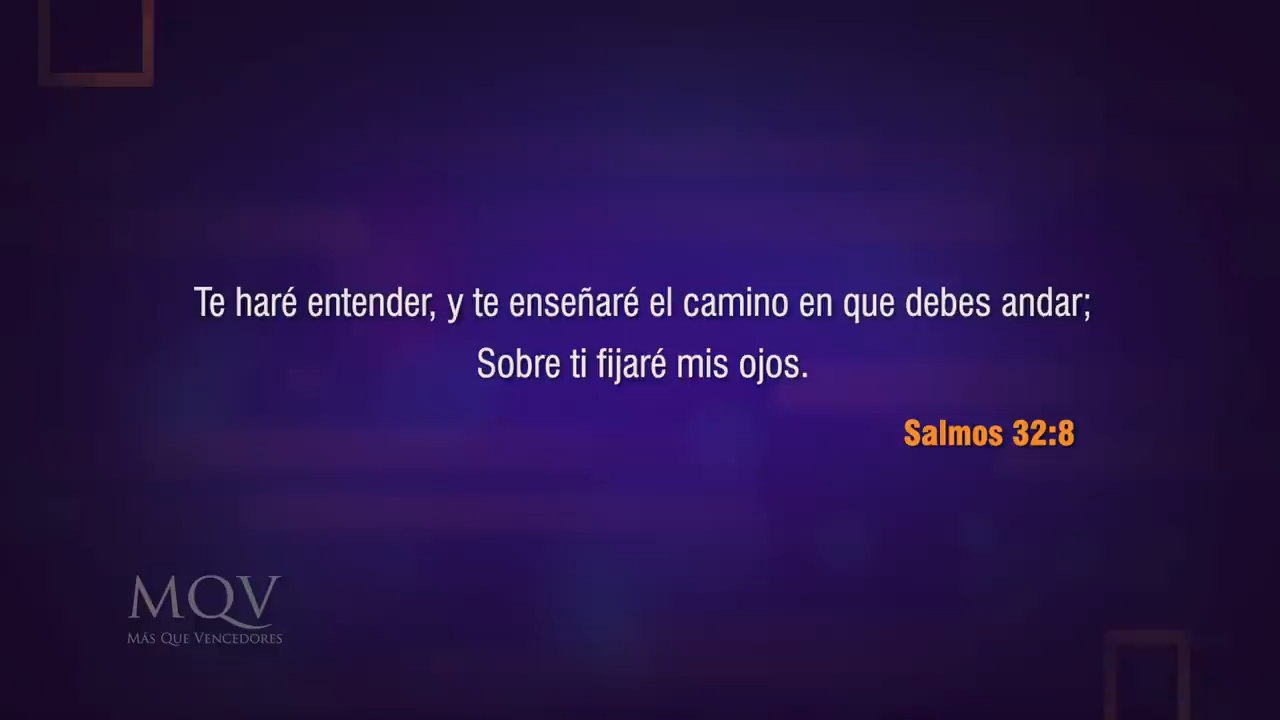 Te haré entender, y te enseñaré el camino en que debes andar;
Sobre ti fijaré mis ojos.
Salmos 32:8
MQV
MÁS QUE VENCEDORES